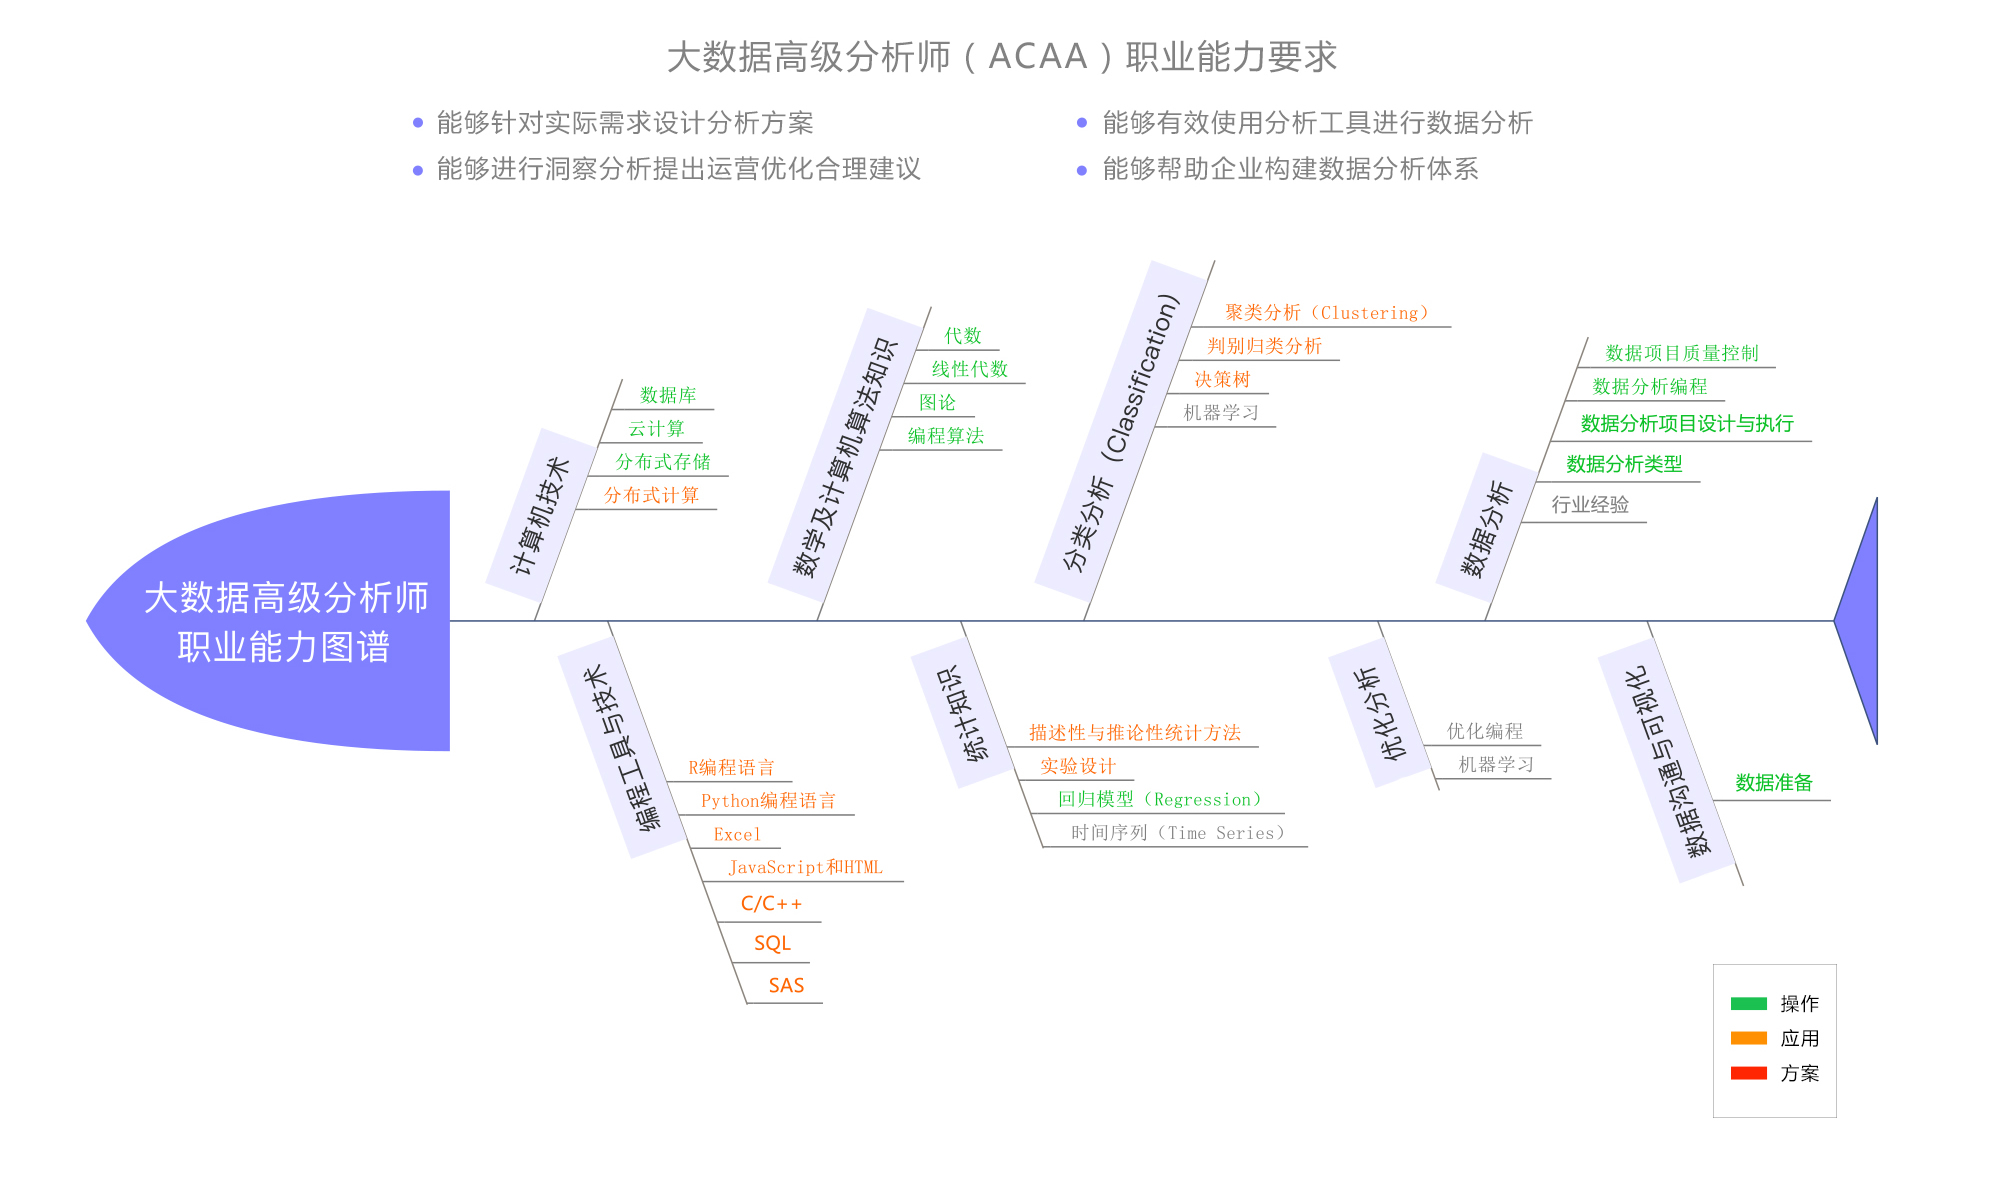 大数据高级分析师（ACAA）职业能力要求
能够针对实际需求设计分析方案
能够有效使用分析工具进行数据分析
能够进行洞察分析提出运营优化合理建议
能够帮助企业构建数据分析体系
大数据高级分析师
职业能力图谱
计算机技术
数据库
云计算
分布式存储
分布式计算
数学及计算机算法知识
代数
线性代数
图论
编程算法
分类分析（Classification）
聚类分析（Clustering）
判别归类分析
决策树
机器学习
数据分析
数据项目质量控制
数据分析编程
数据分析项目设计与执行
数据分析类型
行业经验
编程工具与技术
R编程语言
Python编程语言
Excel
JavaScript和HTML
C/C++
SQL
SAS
统计知识
描述性与推论性统计方法
实验设计
回归模型（Regression）
时间序列（Time Series）
优化分析
优化编程
机器学习
数据沟通与可视化
数据准备
操作
应用
方案